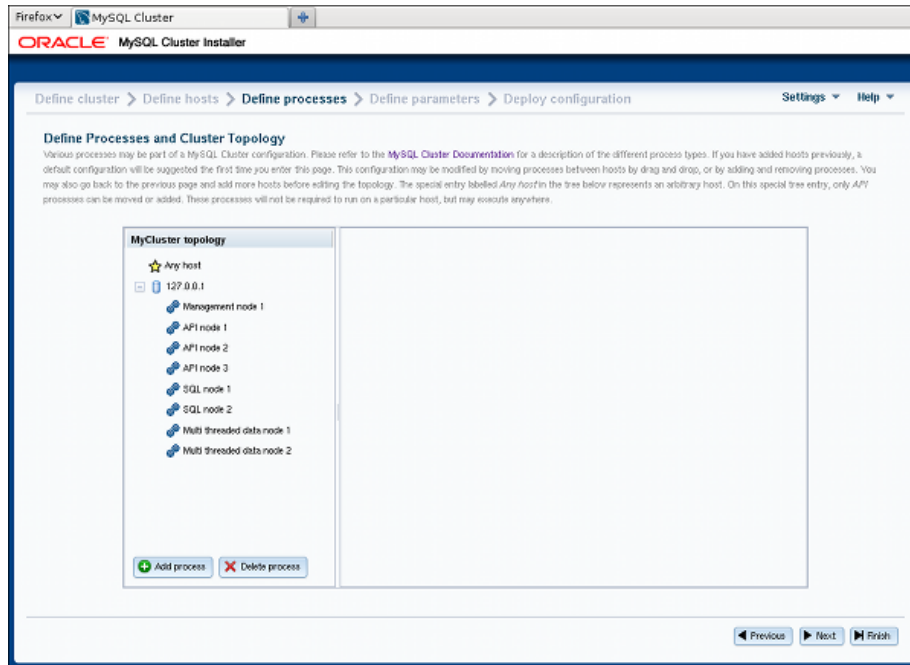 Firefox MySQL Cluster
ORACLE MySQL Cluster Installer
Define cluster Define hosts Define processes Define parameters Deploy configuration Settings Help
Define Processes and Cluster Topology
Various processes may be part of a MySQL Cluster configuration. Please refer to the MySQL Cluster Documentation for a description of the different process types. If you have added hosts previously, a
default configuration will be suggested the first time you enter this page. This configuration may be modified by moving processes between hosts by drag and drop, or by adding and removing processes. You
may also go back to the previous page and add more hosts before editing the topology. The special entry labelled Any host in the tree below represents an arbitrary host. On this special tree entry, only API
processes can be moved or added. These processes will not be required to run on a particular host, but may execute anywhere.
MyCluster topology
Any host
127.0.0.1
Management node 1
API node 1
API node 2
API node 3
SQL node 1
SQL node 2
Multi threaded data node 1
Multi threaded data node 2
Add process Delete process
Previous Next Finish